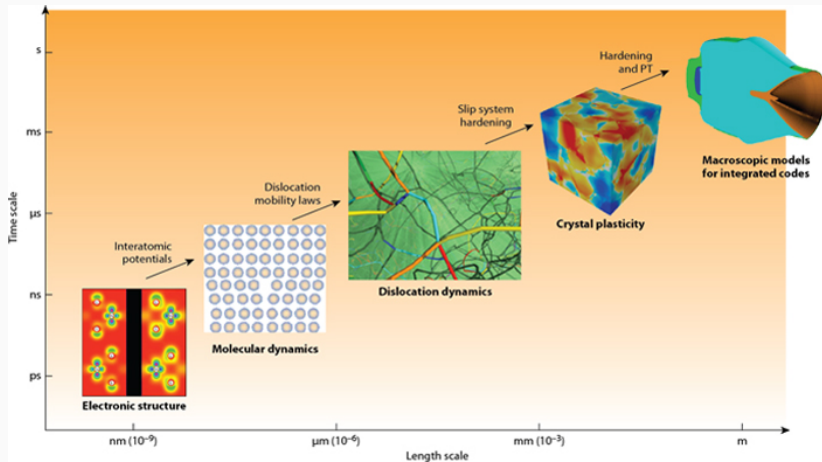 s
ms
μs
ns
ps
Time scale
Hardening
and PT
Slip system
hardening
Dislocation
mobility laws
Interatomic
potentials
Macroscopic models
for integrated codes
Crystal plasticity
Dislocation dynamics
Molecular dynamics
Electronic structure
nm (10⁻⁹)
μm (10⁻⁶)
mm (10⁻³)
m
Length scale